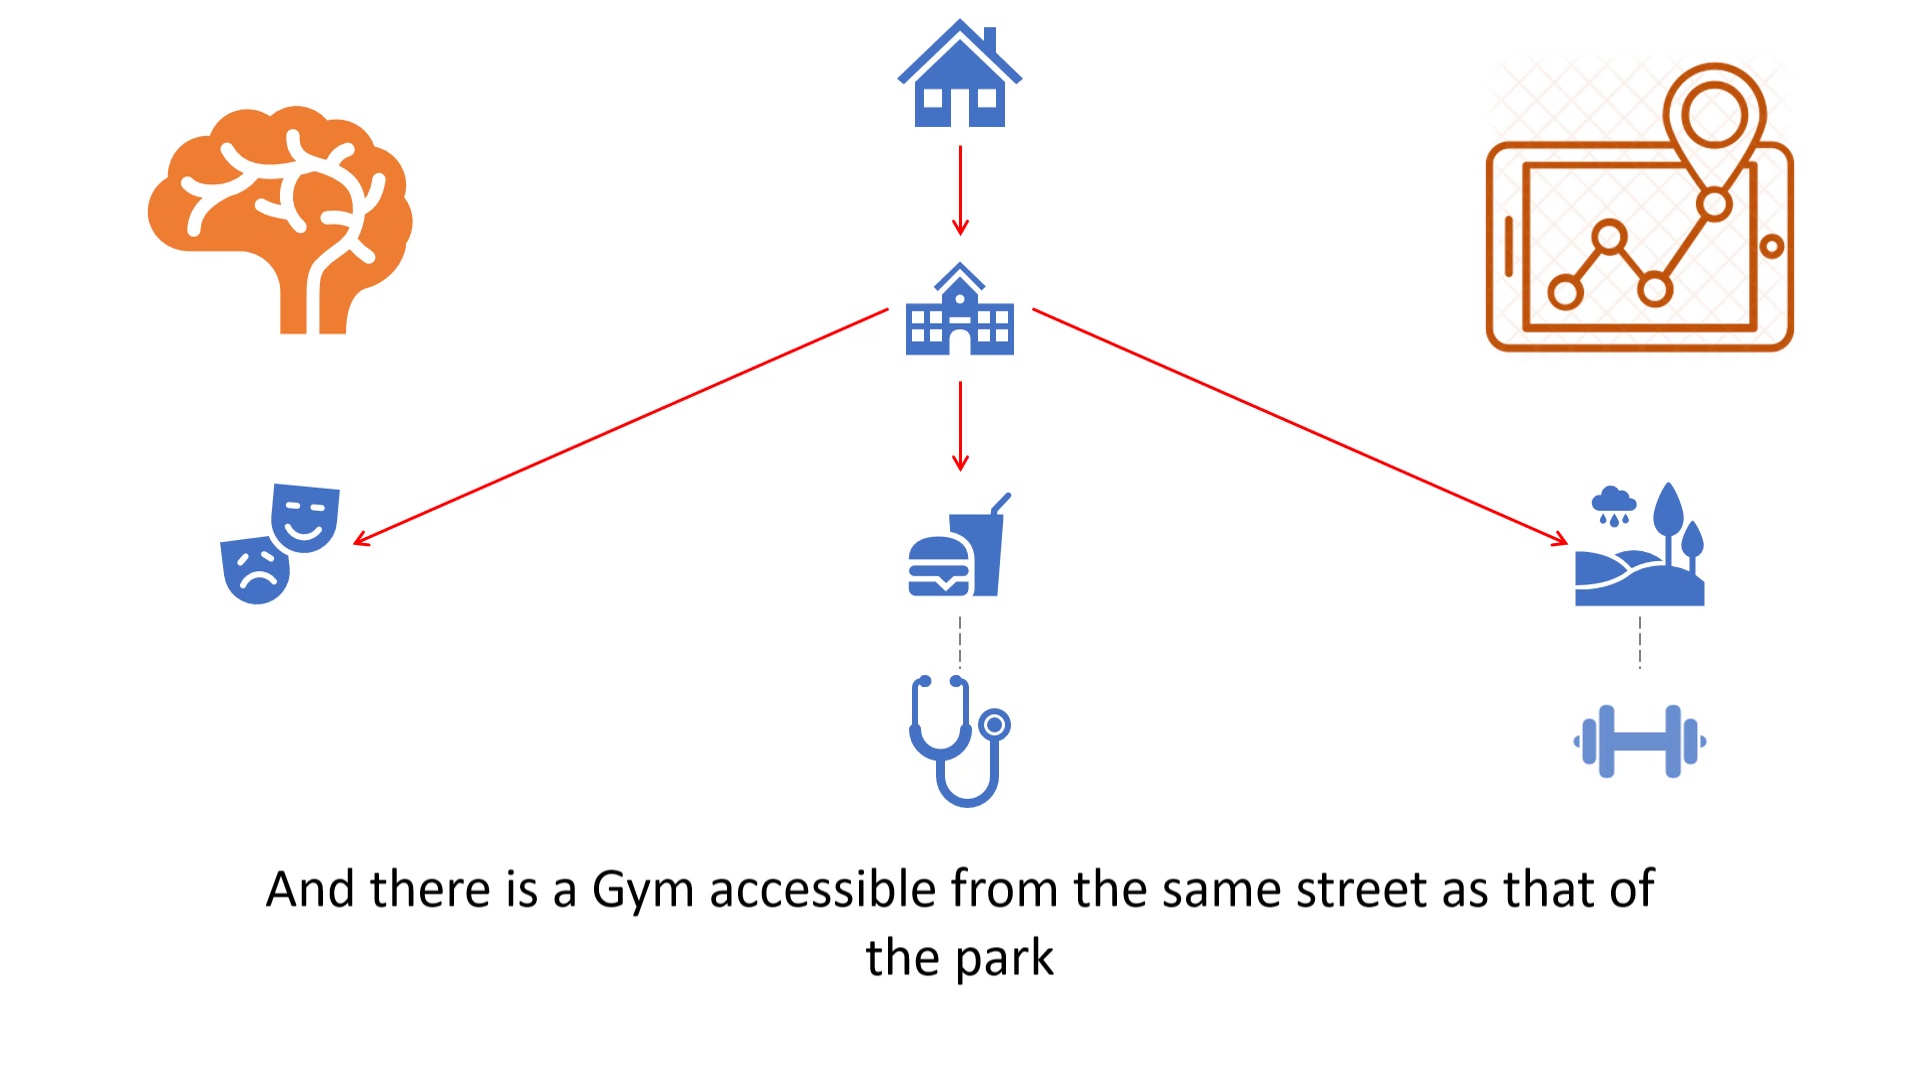 And there is a Gym accessible from the same street as that of
the park